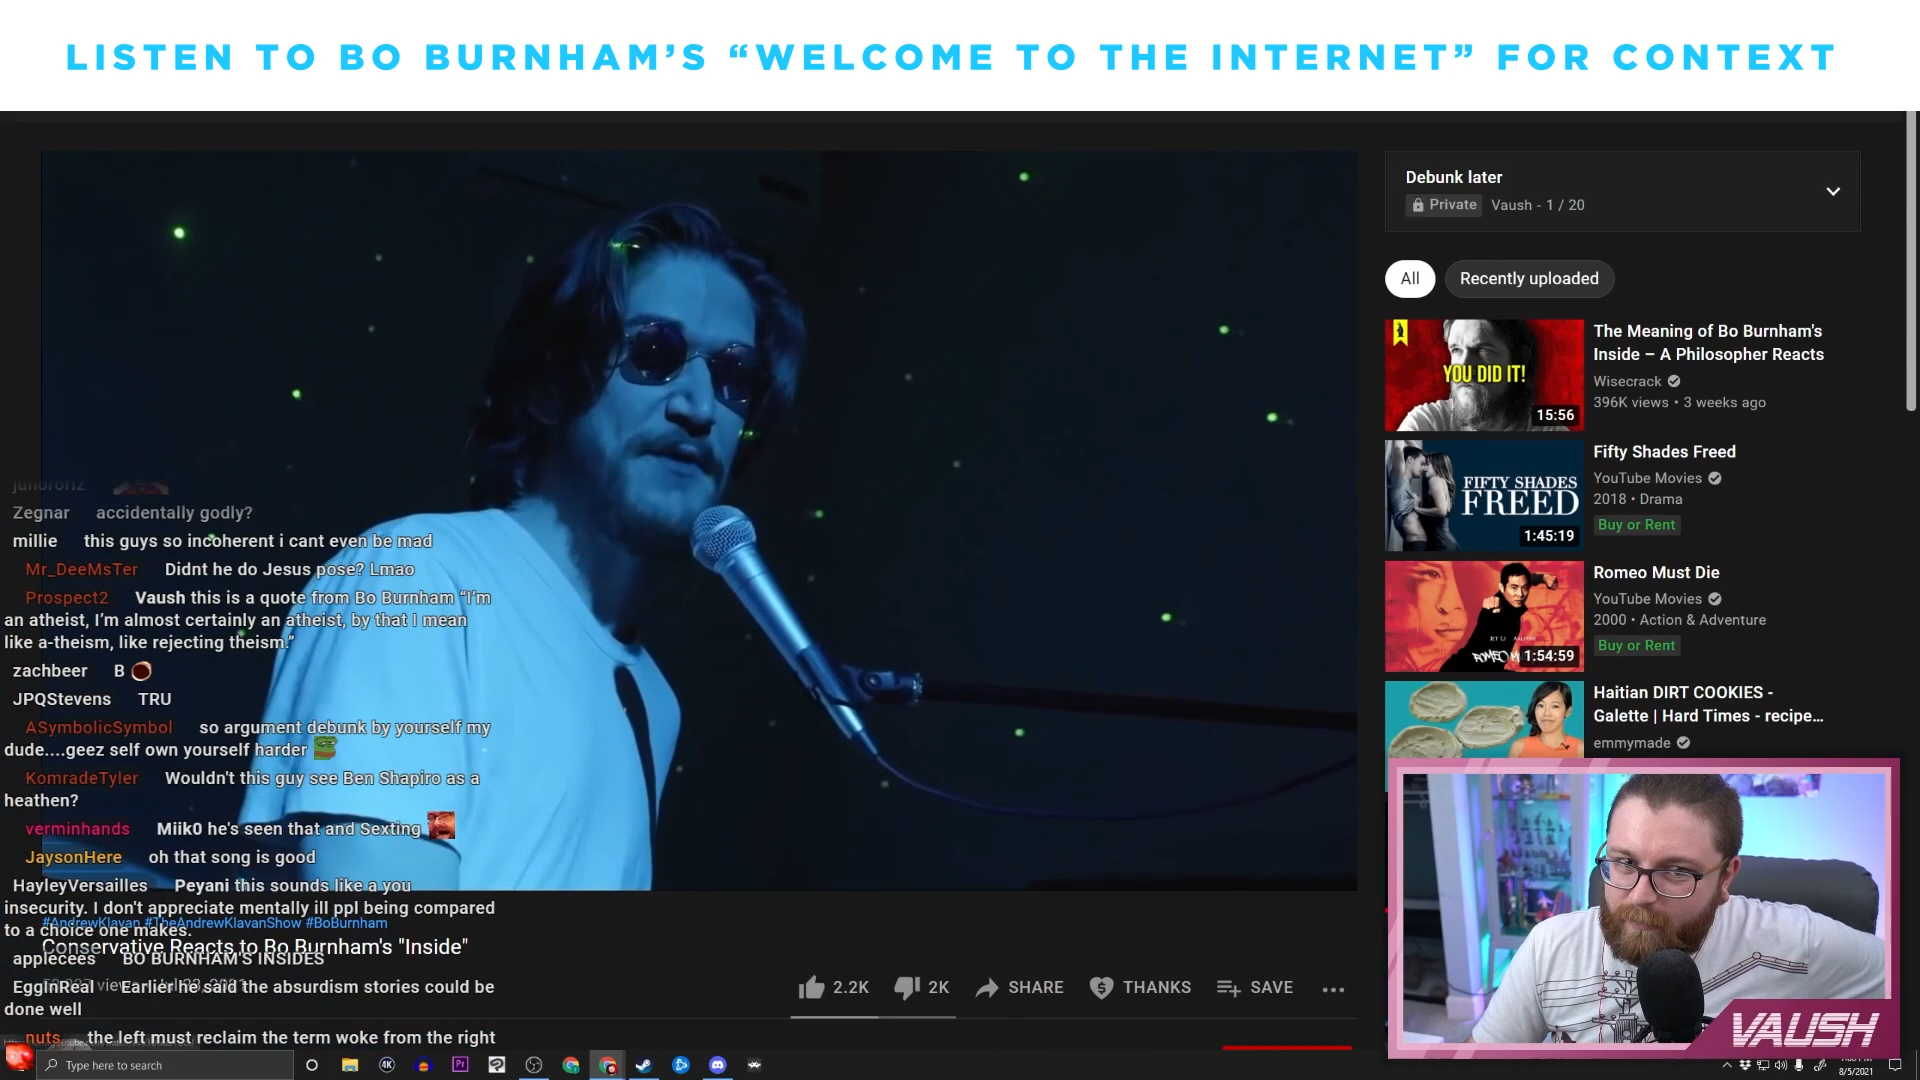 LISTEN TO BO BURNHAM'S “WELCOME TO THE INTERNET” FOR CONTEXT
Debunk later
Private Vaush - 1 / 20
All Recently uploaded
YOU DID IT!
15:56
The Meaning of Bo Burnham's
Inside – A Philosopher Reacts
Wisecrack
396K views • 3 weeks ago
FIFTY SHADES
FREED
1:45:19
Fifty Shades Freed
YouTube Movies
2018 • Drama
Buy or Rent
JET LI AALIYAH
1:54:59
Romeo Must Die
YouTube Movies
2000 • Action & Adventure
Buy or Rent
Haitian DIRT COOKIES -
Galette | Hard Times - recipe...
emmymade
Zegnar accidentally godly?
millie this guys so incoherent i cant even be mad
Mr_DeeMsTer Didnt he do Jesus pose? Lmao
Prospect2 Vaush this is a quote from Bo Burnham “I'm
an atheist, I'm almost certainly an atheist, by that I mean
like a-theism, like rejecting theism.”
zachbeer B
JPQStevens TRU
ASymbolicSymbol so argument debunk by yourself my
dude....geez self own yourself harder
KomradeTyler Wouldn't this guy see Ben Shapiro as a
heathen?
verminhands Miik0 he's seen that and Sexting
JaysonHere oh that song is good
HayleyVersailles Peyani this sounds like a you
insecurity. I don't appreciate mentally ill ppl being compared
to a choice one makes.
applecees BO BURNHAM'S INSIDES
EgginReal Earlier he said the absurdism stories could be
done well
nuts the left must reclaim the term woke from the right
#AndrewKlavan #TheAndrewKlavanShow #BoBurnham
Conservative Reacts to Bo Burnham's "Inside"
2.2K 2K SHARE THANKS SAVE
VAUSH
Type here to search
4K
Pr
8/5/2021